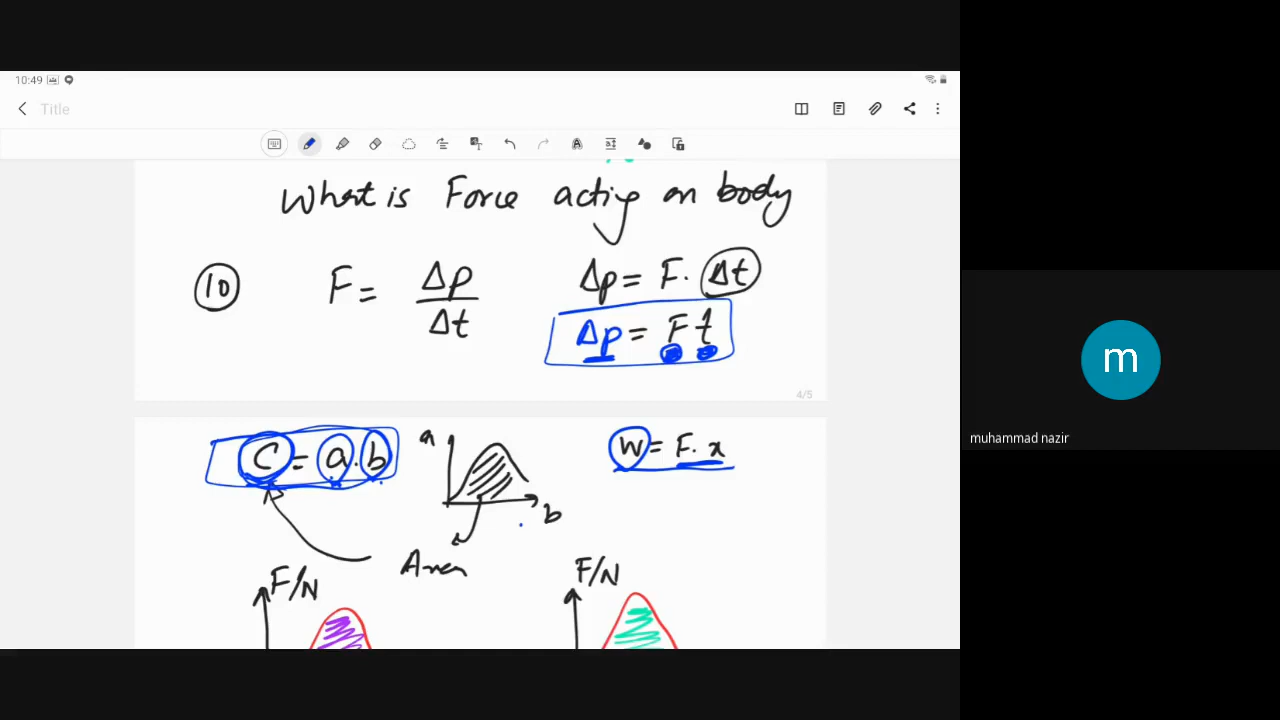 10:49
Title
What is Force acting on body
10 F = Δp/Δt Δp = F. Δt
Δp = F t
4/5
C = a . b a W = F. x
b
Area
F/N F/N
m
muhammad nazir